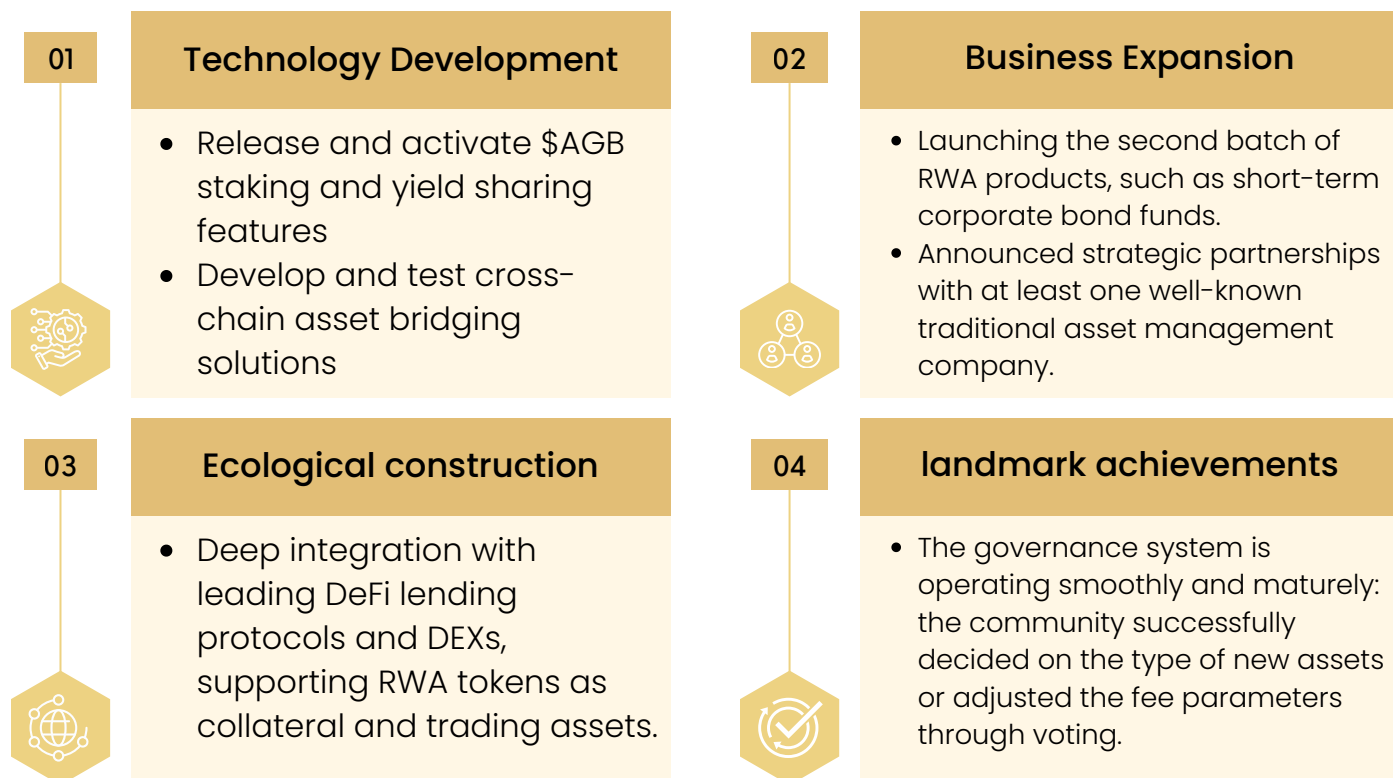 01
Technology Development
• Release and activate $AGB
staking and yield sharing
features
• Develop and test cross-
chain asset bridging
solutions
02
Business Expansion
• Launching the second batch of
RWA products, such as short-term
corporate bond funds.
• Announced strategic partnerships
with at least one well-known
traditional asset management
company.
03
Ecological construction
• Deep integration with
leading DeFi lending
protocols and DEXs,
supporting RWA tokens as
collateral and trading assets.
04
landmark achievements
• The governance system is
operating smoothly and maturely:
the community successfully
decided on the type of new assets
or adjusted the fee parameters
through voting.